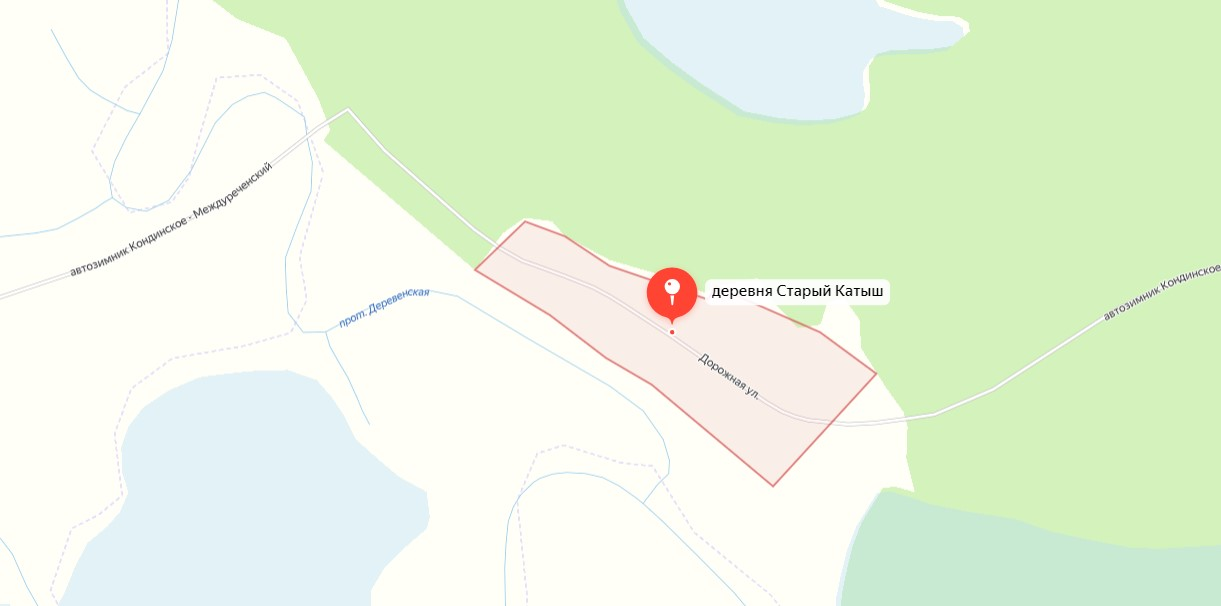 автозимник Кондинское - Междуреченский
прот. Деревенская
деревня Старый Катыш
Дорожная ул.
автозимник Кондинское